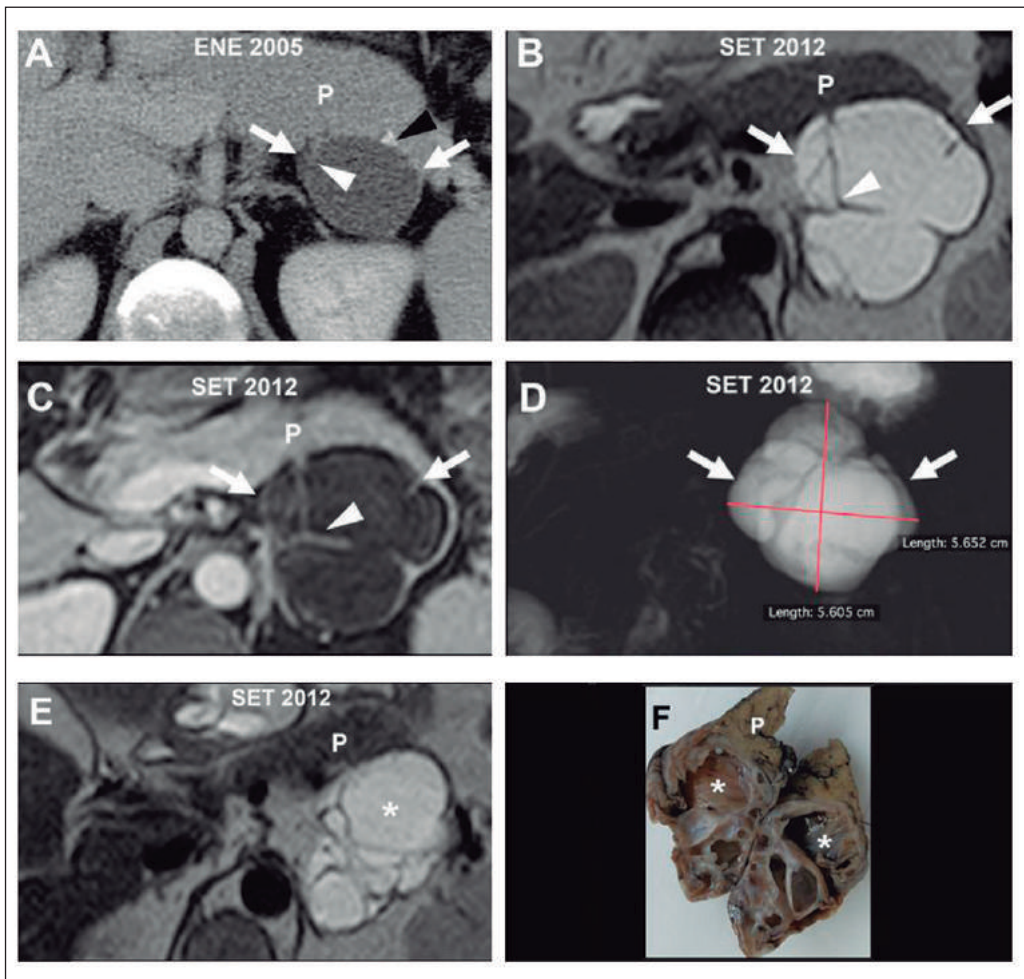 A
ENE 2005
P
B
SET 2012
P
C
SET 2012
P
D
SET 2012
Length: 5.652 cm
Length: 5.605 cm
E
SET 2012
P
*
F
P
*
*